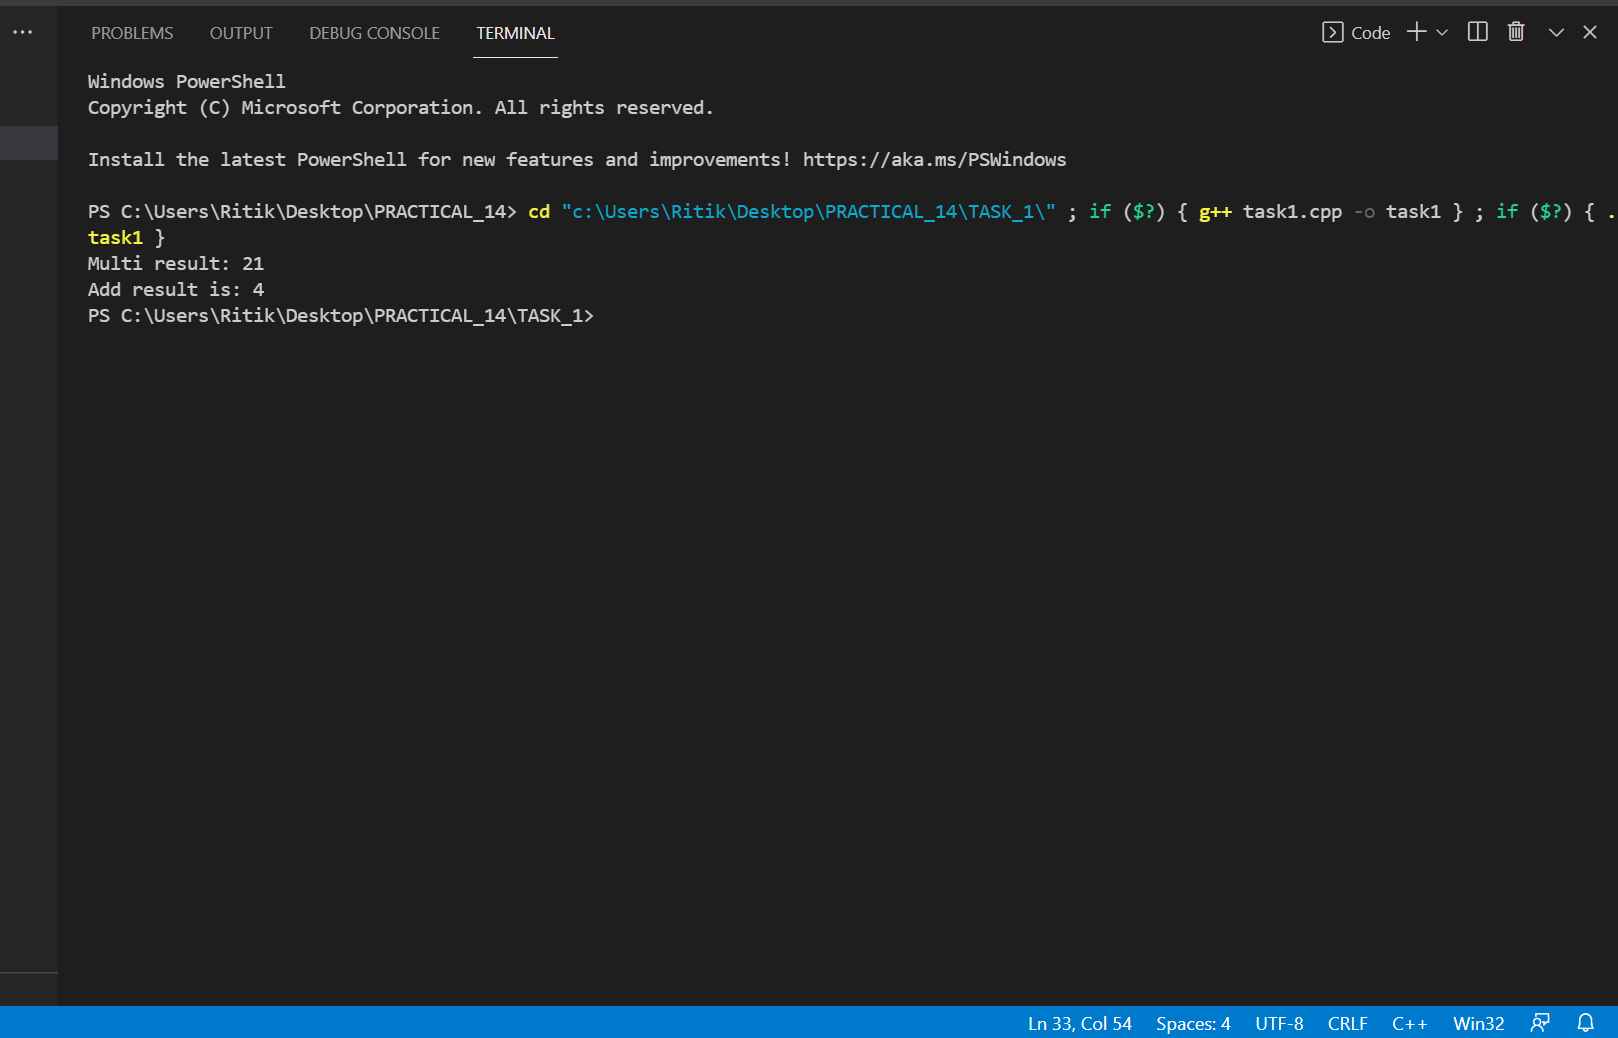 PROBLEMS OUTPUT DEBUG CONSOLE TERMINAL Code
Windows PowerShell
Copyright (C) Microsoft Corporation. All rights reserved.
Install the latest PowerShell for new features and improvements! https://aka.ms/PSWindows
PS C:\Users\Ritik\Desktop\PRACTICAL_14> cd "c:\Users\Ritik\Desktop\PRACTICAL_14\TASK_1\" ; if ($?) { g++ task1.cpp -o task1 } ; if ($?) { .
task1 }
Multi result: 21
Add result is: 4
PS C:\Users\Ritik\Desktop\PRACTICAL_14\TASK_1>
Ln 33, Col 54 Spaces: 4 UTF-8 CRLF C++ Win32